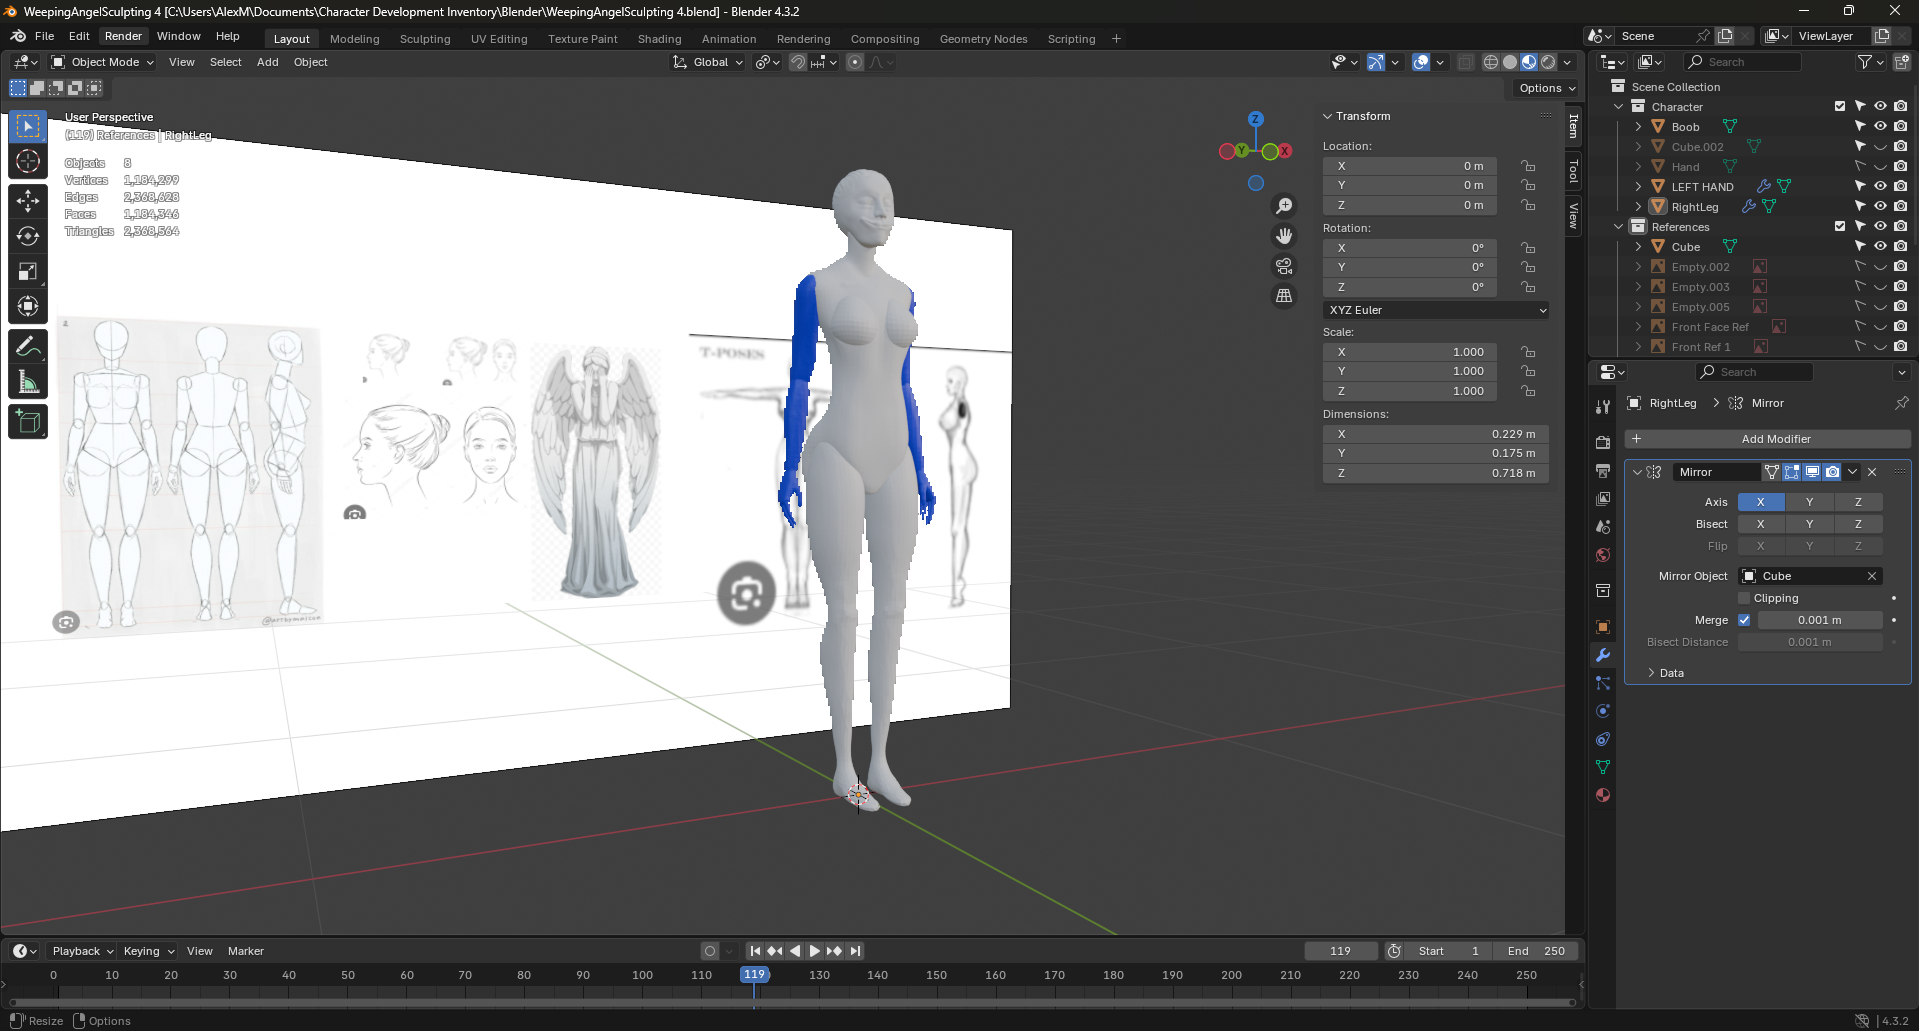 WeepingAngelSculpting 4 [C:\Users\AlexM\Documents\Character Development Inventory\Blender\WeepingAngelSculpting 4.blend] - Blender 4.3.2
File Edit Render Window Help Layout Modeling Sculpting UV Editing Texture Paint Shading Animation Rendering Compositing Geometry Nodes Scripting + Scene ViewLayer
Object Mode View Select Add Object Global Search
Options
User Perspective
(119) References | RightLeg
Objects 8
Vertices 1,184,299
Edges 2,368,628
Faces 1,184,346
Triangles 2,368,564
2
T-POSES
Z
Y X
Transform
Location:
X 0 m
Y 0 m
Z 0 m
Rotation:
X 0°
Y 0°
Z 0°
XYZ Euler
Scale:
X 1.000
Y 1.000
Z 1.000
Dimensions:
X 0.229 m
Y 0.175 m
Z 0.718 m
Item
Tool
View
Scene Collection
Character
Boob
Cube.002
Hand
LEFT HAND
RightLeg
References
Cube
Empty.002
Empty.003
Empty.005
Front Face Ref
Front Ref 1
Search
RightLeg > Mirror
+ Add Modifier
Mirror
Axis X Y Z
Bisect X Y Z
Flip X Y Z
Mirror Object Cube
Clipping
Merge 0.001 m
Bisect Distance 0.001 m
Data
Playback Keying View Marker 119 Start 1 End 250
0 10 20 30 40 50 60 70 80 90 100 110 119 130 140 150 160 170 180 190 200 210 220 230 240 250
Resize Options 4.3.2